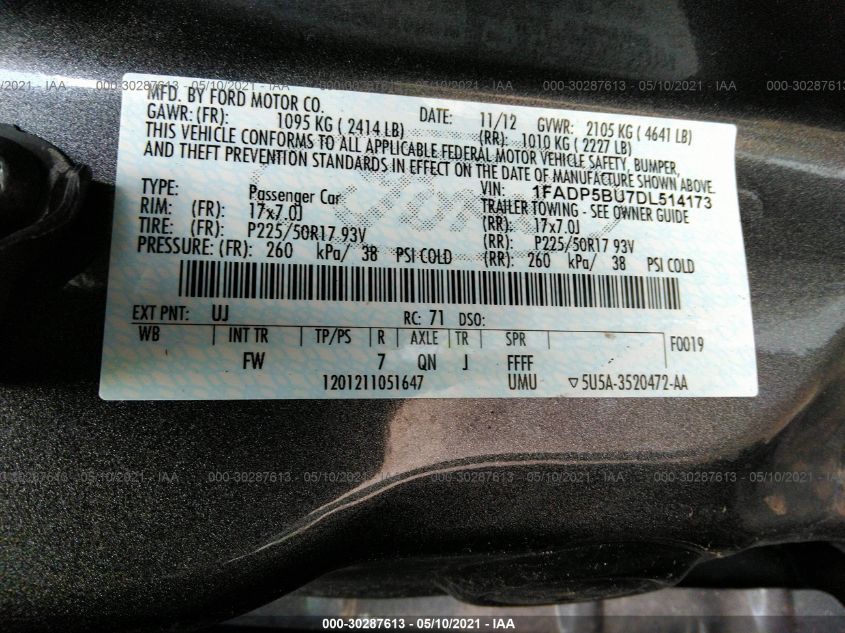 000-30287613 - 05/10/2021 - IAA
MFD. BY FORD MOTOR CO.
DATE: 11/12 GVWR: 2105 KG ( 4641 LB)
GAWR: (FR): 1095 KG ( 2414 LB) (RR): 1010 KG ( 2227 LB)
THIS VEHICLE CONFORMS TO ALL APPLICABLE FEDERAL MOTOR VEHICLE SAFETY, BUMPER,
AND THEFT PREVENTION STANDARDS IN EFFECT ON THE DATE OF MANUFACTURE SHOWN ABOVE.
VIN: 1FADP5BU7DL514173
TYPE: Passenger Car TRAILER TOWING - SEE OWNER GUIDE
RIM: (FR): 17x7.0J (RR): 17x7.0J
TIRE: (FR): P225/50R17 93V (RR): P225/50R17 93V
PRESSURE: (FR): 260 kPa/ 38 PSI COLD (RR): 260 kPa/ 38 PSI COLD
EXT PNT: UJ RC: 71 DSO:
WB | INT TR | TP/PS | R | AXLE | TR | SPR F0019
FW 7 QN J FFFF
1201211051647 UMU ▽5U5A-3520472-AA
000-30287613 - 05/10/2021 - IAA
000-30287613 - 05/10/2021 - IAA